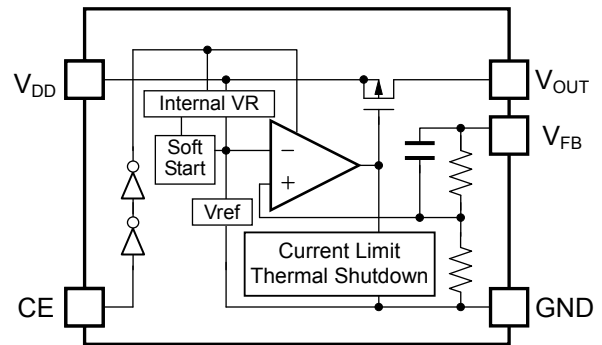 V_DD
V_OUT
Internal VR
V_FB
Soft
Start
−
+
Vref
Current Limit
Thermal Shutdown
CE
GND